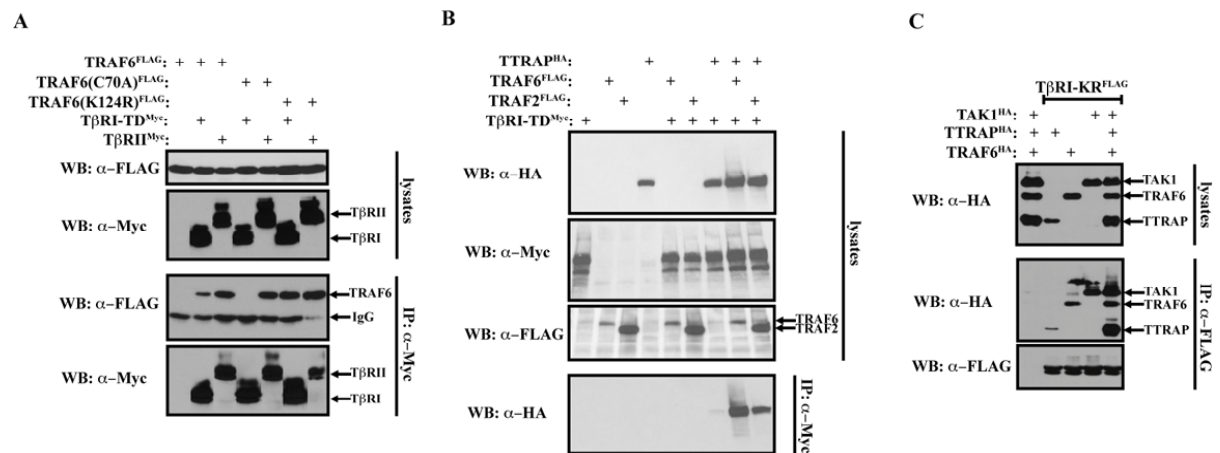 A
TRAF6FLAG: + + +
TRAF6(C70A)FLAG: + +
TRAF6(K124R)FLAG: + +
TβRI-TDMyc: + + +
TβRIIMyc: + + +
WB: α–FLAG
WB: α–Myc
TβRII
TβRI
lysates
WB: α–FLAG
TRAF6
IgG
WB: α–Myc
TβRII
TβRI
IP: α-Myc
B
TTRAPHA: + + + +
TRAF6FLAG: + + +
TRAF2FLAG: + + +
TβRI-TDMyc: + + + + + +
WB: α–HA
WB: α–Myc
WB: α–FLAG
TRAF6
TRAF2
lysates
WB: α–HA
IP: α-Myc
C
TβRI-KRFLAG
TAK1HA: + + +
TTRAPHA: + + +
TRAF6HA: + + +
WB: α–HA
TAK1
TRAF6
TTRAP
lysates
WB: α–HA
TAK1
TRAF6
TTRAP
WB: α–FLAG
IP: α-FLAG